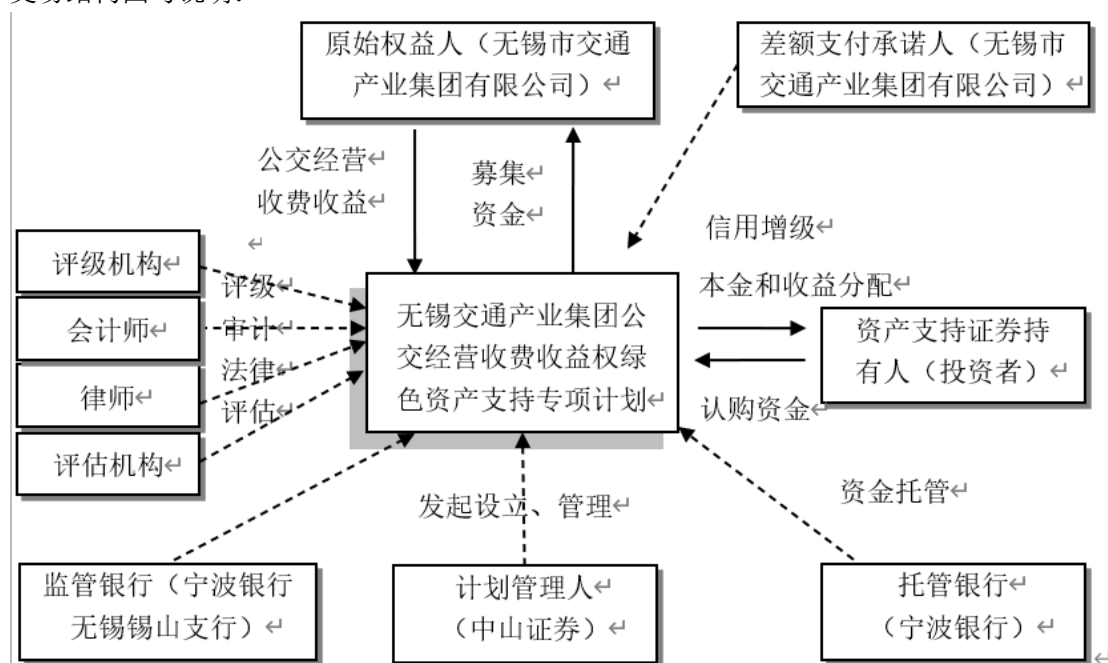 原始权益人（无锡市交通
产业集团有限公司）
差额支付承诺人（无锡市
交通产业集团有限公司）
公交经营
收费收益
募集
资金
信用增级
评级机构
会计师
律师
评估机构
评级
审计
法律
评估
无锡交通产业集团公
交经营收费收益权绿
色资产支持专项计划
本金和收益分配
认购资金
资产支持证券持
有人（投资者）
发起设立、管理
资金托管
监管银行（宁波银行
无锡锡山支行）
计划管理人
（中山证券）
托管银行
（宁波银行）